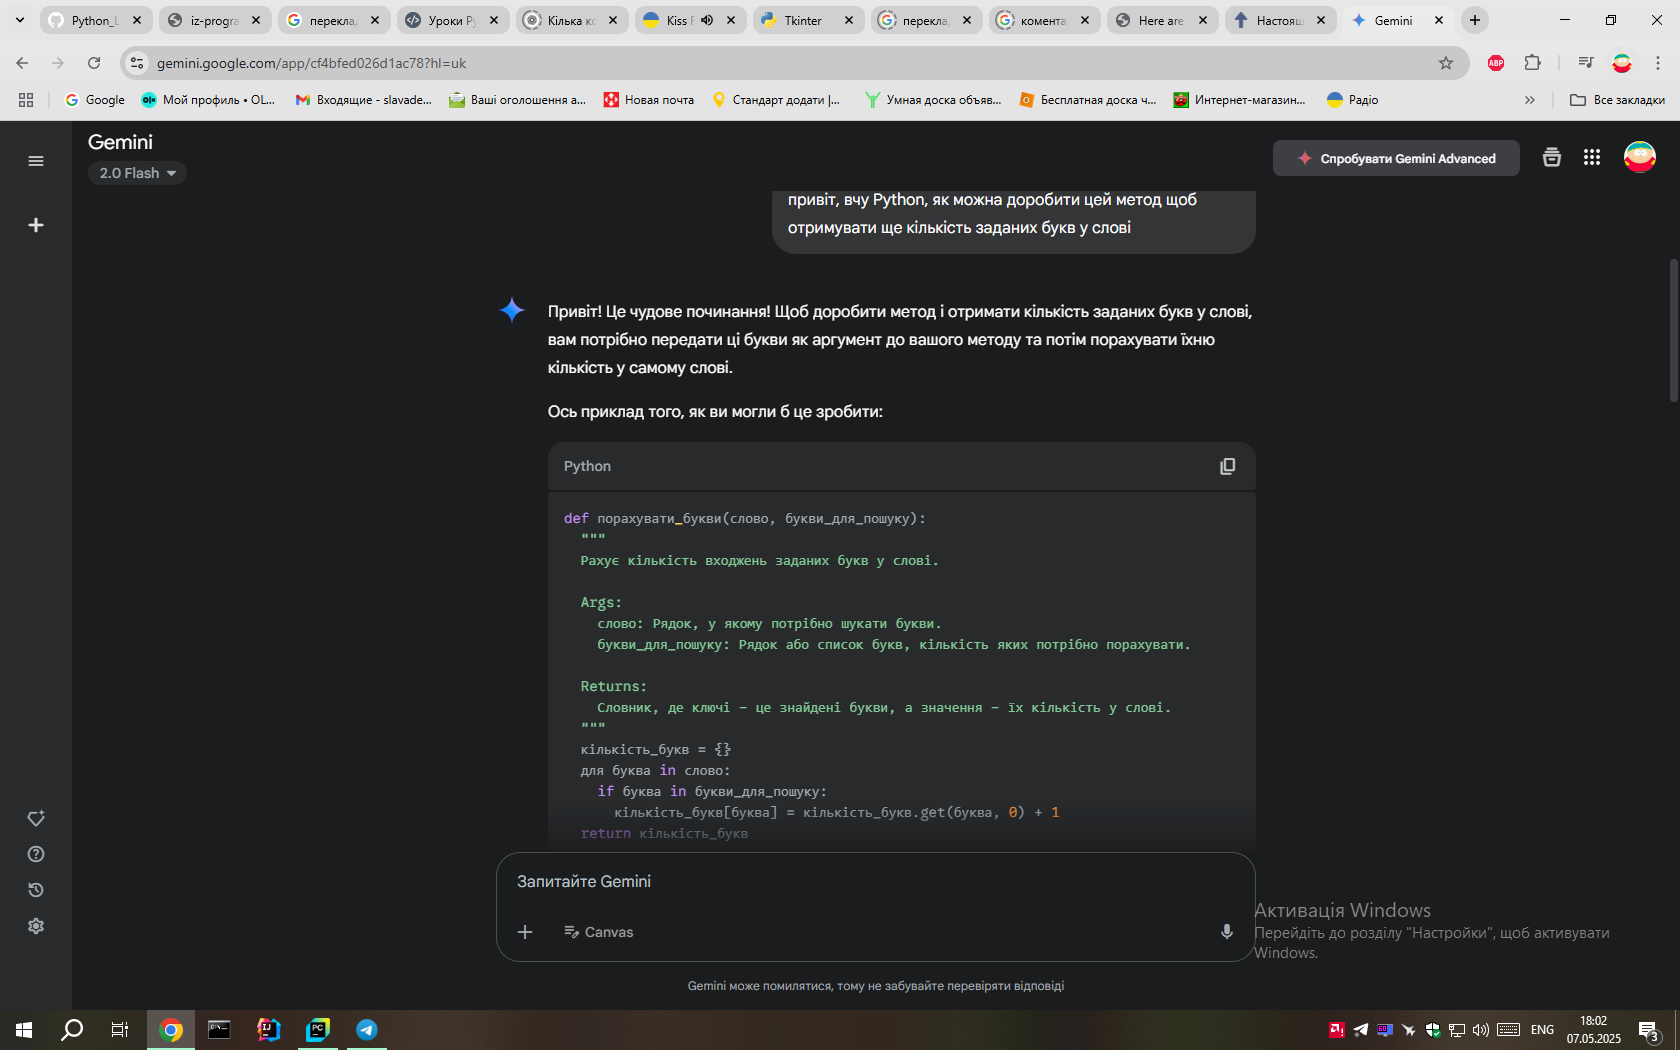 Python_L
iz-progra
переклад
Уроки Py
Кілька ко
Kiss F
Tkinter
перекла
комента
Here are
Настоящ
Gemini
gemini.google.com/app/cf4bfed026d1ac78?hl=uk
ABP
Google
Мой профиль • OL...
Входящие - slavade...
Ваші оголошення а...
Новая почта
Стандарт додати |...
Умная доска объяв...
Бесплатная доска ч...
Интернет-магазин...
Радіо
Все закладки
Gemini
2.0 Flash
Спробувати Gemini Advanced
привіт, вчу Python, як можна доробити цей метод щоб
отримувати ще кількість заданих букв у слові
Привіт! Це чудове починання! Щоб доробити метод і отримати кількість заданих букв у слові,
вам потрібно передати ці букви як аргумент до вашого методу та потім порахувати їхню
кількість у самому слові.
Ось приклад того, як ви могли б це зробити:
Python
def порахувати_букви(слово, букви_для_пошуку):
"""
Рахує кількість входжень заданих букв у слові.
Args:
слово: Рядок, у якому потрібно шукати букви.
букви_для_пошуку: Рядок або список букв, кількість яких потрібно порахувати.
Returns:
Словник, де ключі - це знайдені букви, а значення - їх кількість у слові.
"""
кількість_букв = {}
для буква in слово:
if буква in букви_для_пошуку:
кількість_букв[буква] = кількість_букв.get(буква, 0) + 1
return кількість_букв
Запитайте Gemini
Canvas
Активація Windows
Перейдіть до розділу "Настройки", щоб активувати
Windows.
Gemini може помилятися, тому не забувайте перевіряти відповіді
ENG
18:02
07.05.2025
3